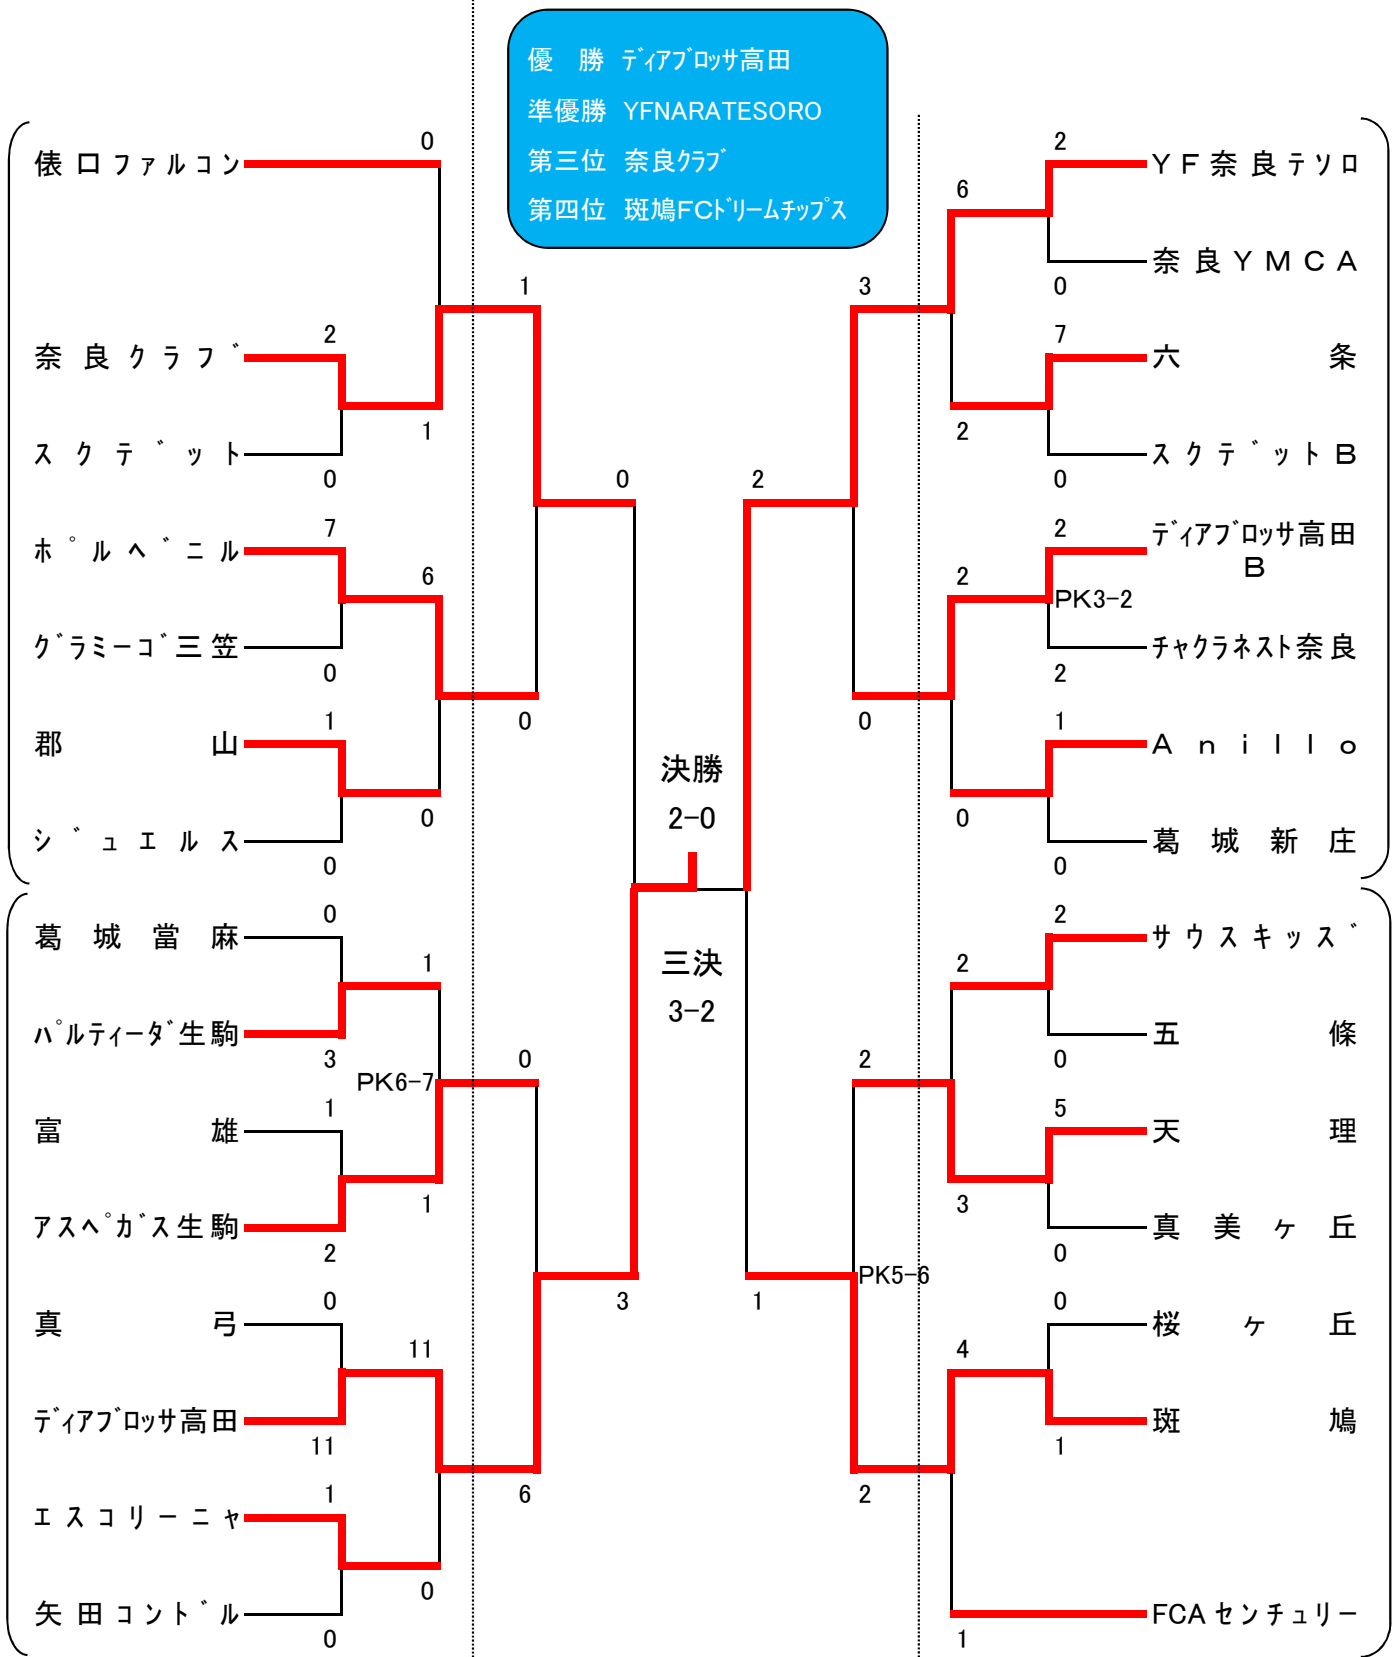 優　勝 ディアブロッサ高田
準優勝 YFNARATESORO
第三位 奈良クラブ
第四位 斑鳩FCドリームチップス
0
俵口ファルコン
1
2
奈良クラブ
1
スクデット
0
0
7
ポルベニル
6
グラミーゴ三笠
0
0
1
郡山
0
ジュエルス
0
0
葛城當麻
1
パルティーダ生駒
3
PK6-7
0
1
富雄
1
アスペガス生駒
2
3
0
真弓
11
ディアブロッサ高田
11
6
1
エスコリーニャ
0
矢田コンドル
0
決勝
2-0
三決
3-2
2
YF奈良テソロ
6
奈良YMCA
0
3
7
六条
2
スクデットB
0
2
2
ディアブロッサ高田
B
2
PK3-2
チャクラネスト奈良
2
0
1
Anillo
0
葛城新庄
0
2
サウスキッズ
2
五條
0
2
5
天理
3
真美ヶ丘
0
PK5-6
1
0
桜ヶ丘
4
斑鳩
1
2
FCAセンチュリー
1